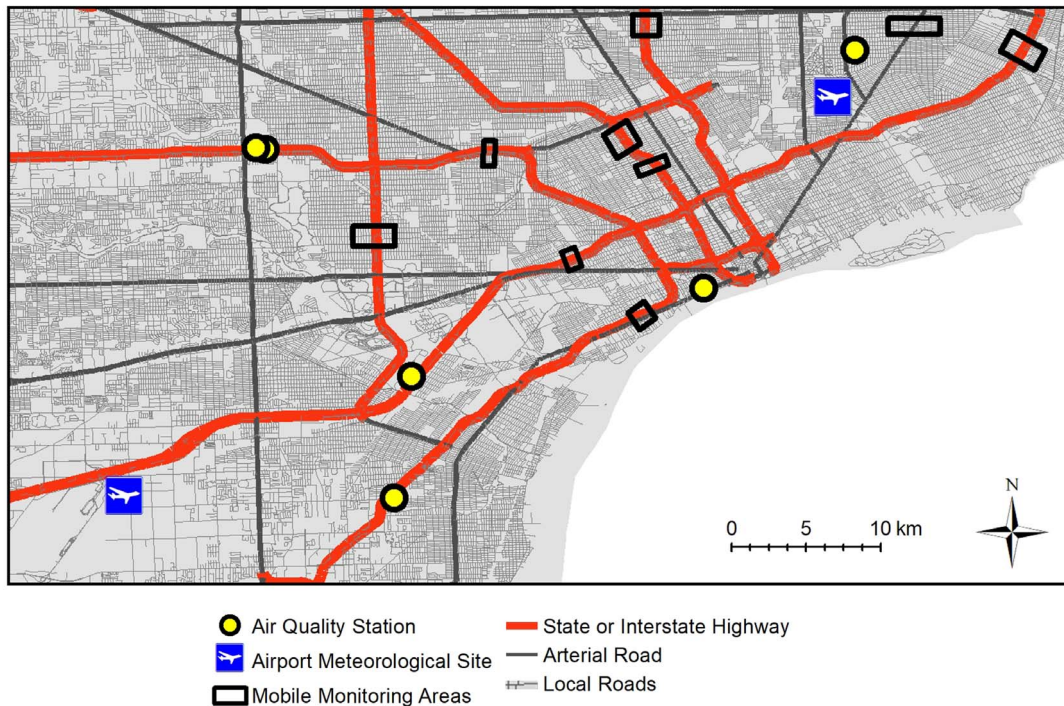 N
0 5 10 km
Air Quality Station
State or Interstate Highway
Airport Meteorological Site
Arterial Road
Mobile Monitoring Areas
Local Roads